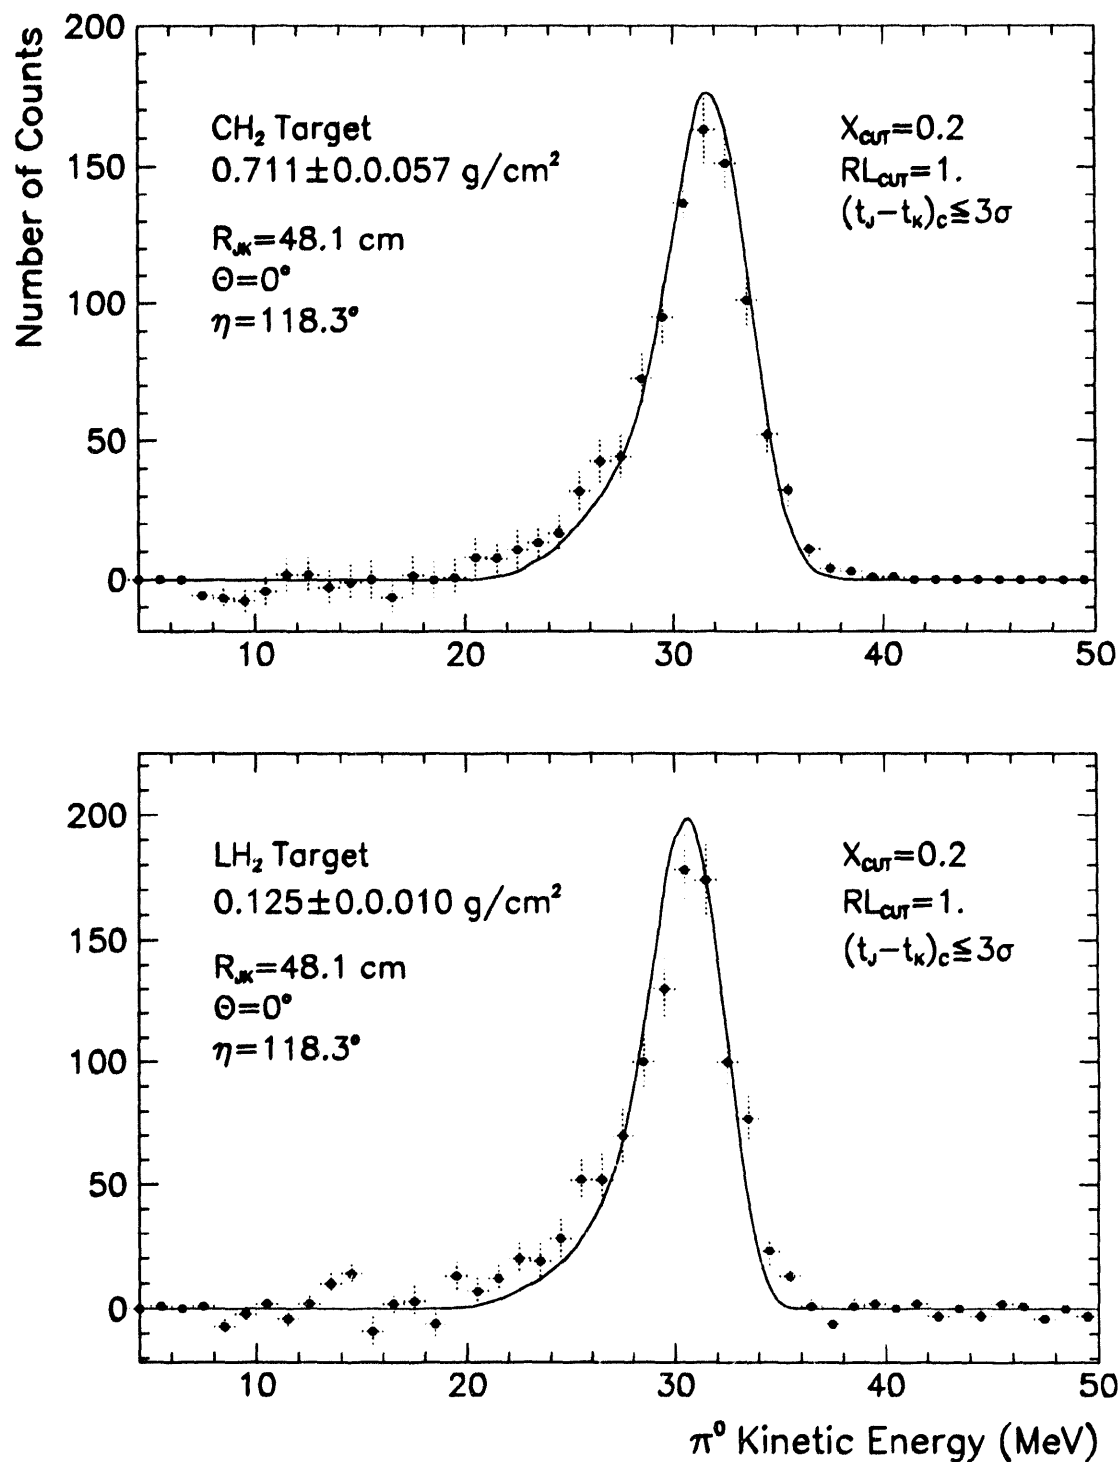 Number of Counts
200
150
100
50
0
CH₂ Target
0.711±0.0.057 g/cm²
R_JK=48.1 cm
Θ=0°
η=118.3°
X_CUT=0.2
RL_CUT=1.
(t_J−t_K)_C≦3σ
10 20 30 40 50
200
150
100
50
0
LH₂ Target
0.125±0.0.010 g/cm²
R_JK=48.1 cm
Θ=0°
η=118.3°
X_CUT=0.2
RL_CUT=1.
(t_J−t_K)_C≦3σ
10 20 30 40 50
π⁰ Kinetic Energy (MeV)